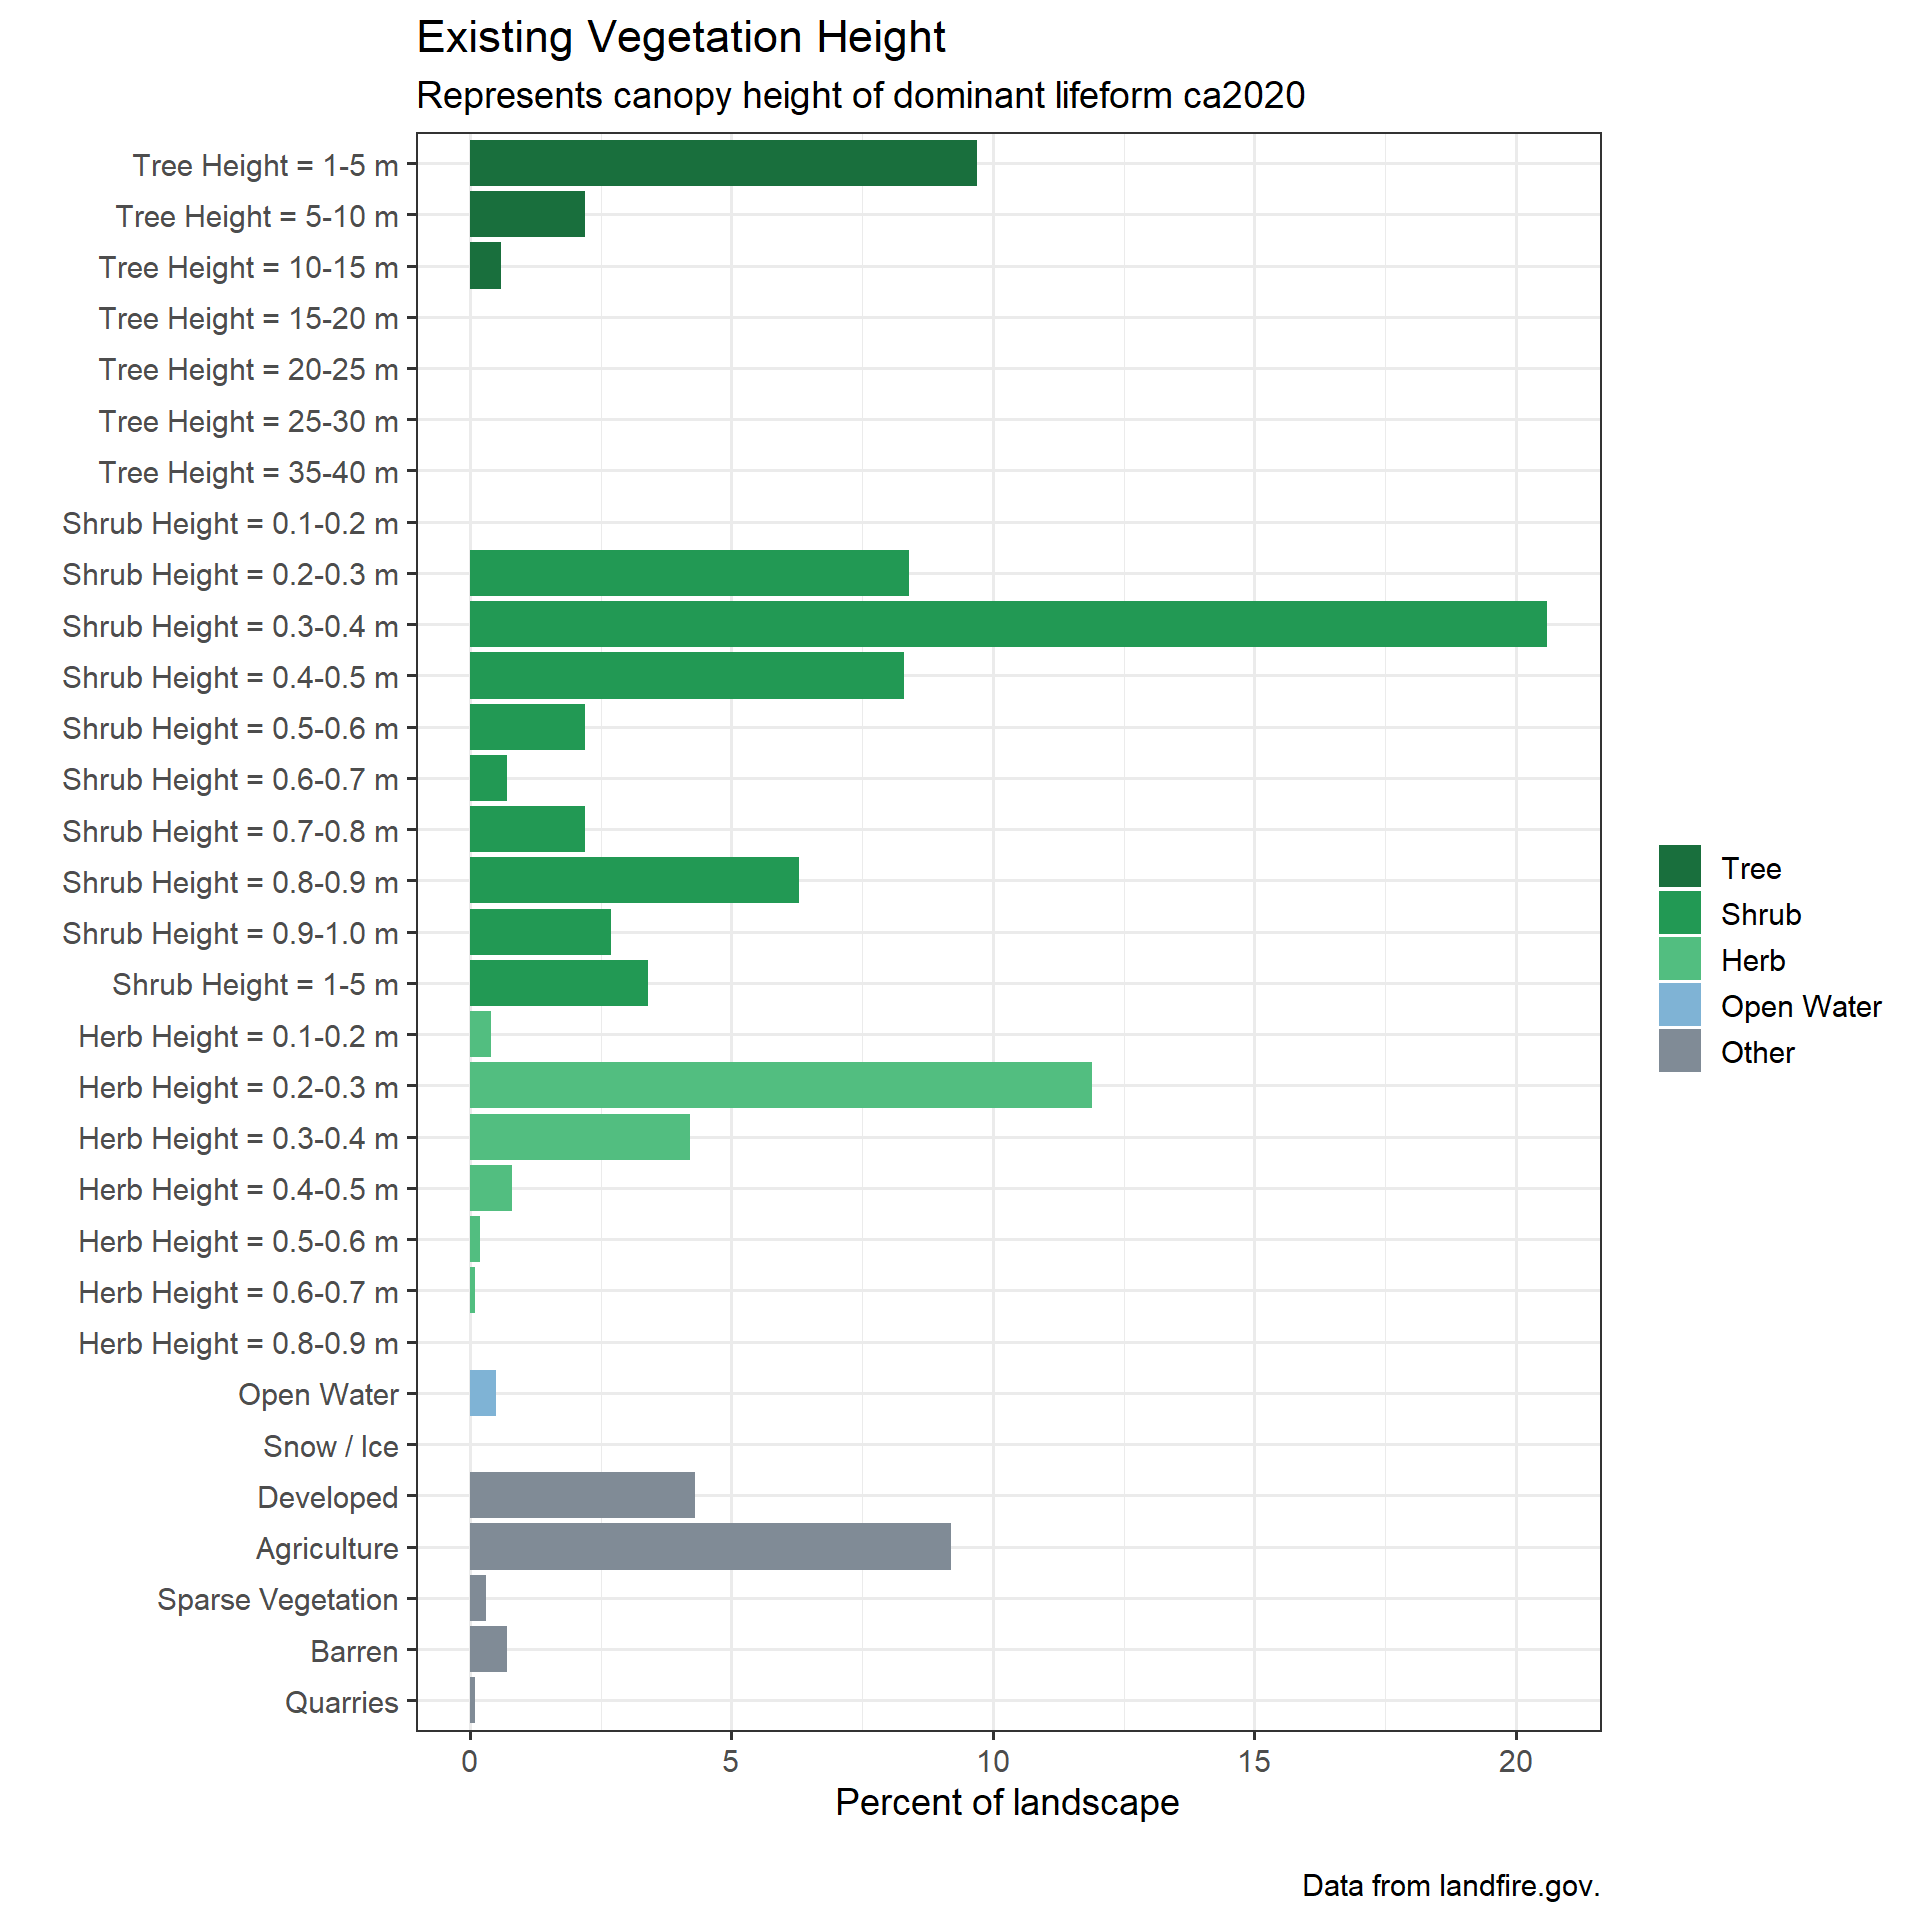 Existing Vegetation Height
Represents canopy height of dominant lifeform ca2020
Tree Height = 1-5 m
Tree Height = 5-10 m
Tree Height = 10-15 m
Tree Height = 15-20 m
Tree Height = 20-25 m
Tree Height = 25-30 m
Tree Height = 35-40 m
Shrub Height = 0.1-0.2 m
Shrub Height = 0.2-0.3 m
Shrub Height = 0.3-0.4 m
Shrub Height = 0.4-0.5 m
Shrub Height = 0.5-0.6 m
Shrub Height = 0.6-0.7 m
Shrub Height = 0.7-0.8 m
Shrub Height = 0.8-0.9 m
Shrub Height = 0.9-1.0 m
Shrub Height = 1-5 m
Herb Height = 0.1-0.2 m
Herb Height = 0.2-0.3 m
Herb Height = 0.3-0.4 m
Herb Height = 0.4-0.5 m
Herb Height = 0.5-0.6 m
Herb Height = 0.6-0.7 m
Herb Height = 0.8-0.9 m
Open Water
Snow / Ice
Developed
Agriculture
Sparse Vegetation
Barren
Quarries
0 5 10 15 20
Percent of landscape
Tree
Shrub
Herb
Open Water
Other
Data from landfire.gov.